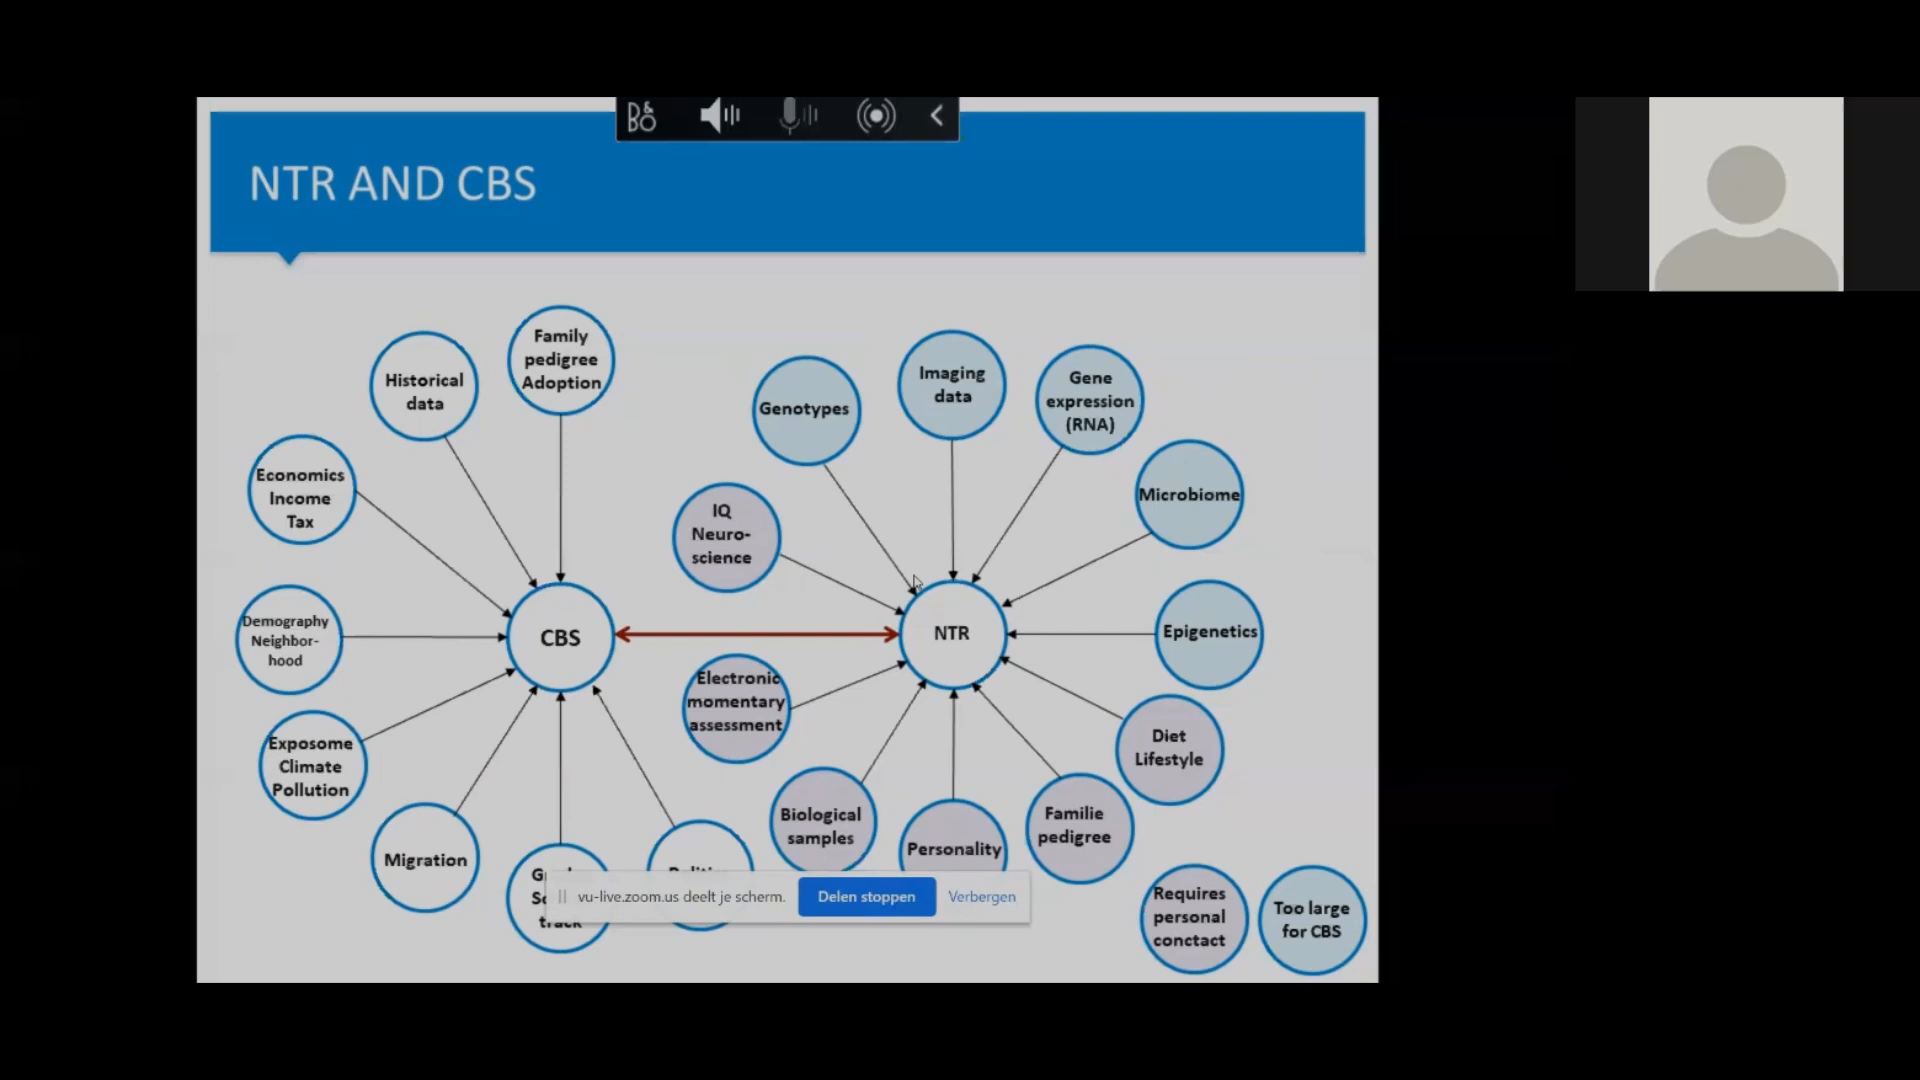 B&O
NTR AND CBS
Family
pedigree
Adoption
Historical
data
Economics
Income
Tax
Demography
Neighbor-
hood
Exposome
Climate
Pollution
Migration
track
CBS
Genotypes
Imaging
data
Gene
expression
(RNA)
Microbiome
IQ
Neuro-
science
Epigenetics
NTR
Electronic
momentary
assessment
Diet
Lifestyle
Biological
samples
Personality
Familie
pedigree
Requires
personal
conctact
Too large
for CBS
vu-live.zoom.us deelt je scherm.
Delen stoppen
Verbergen